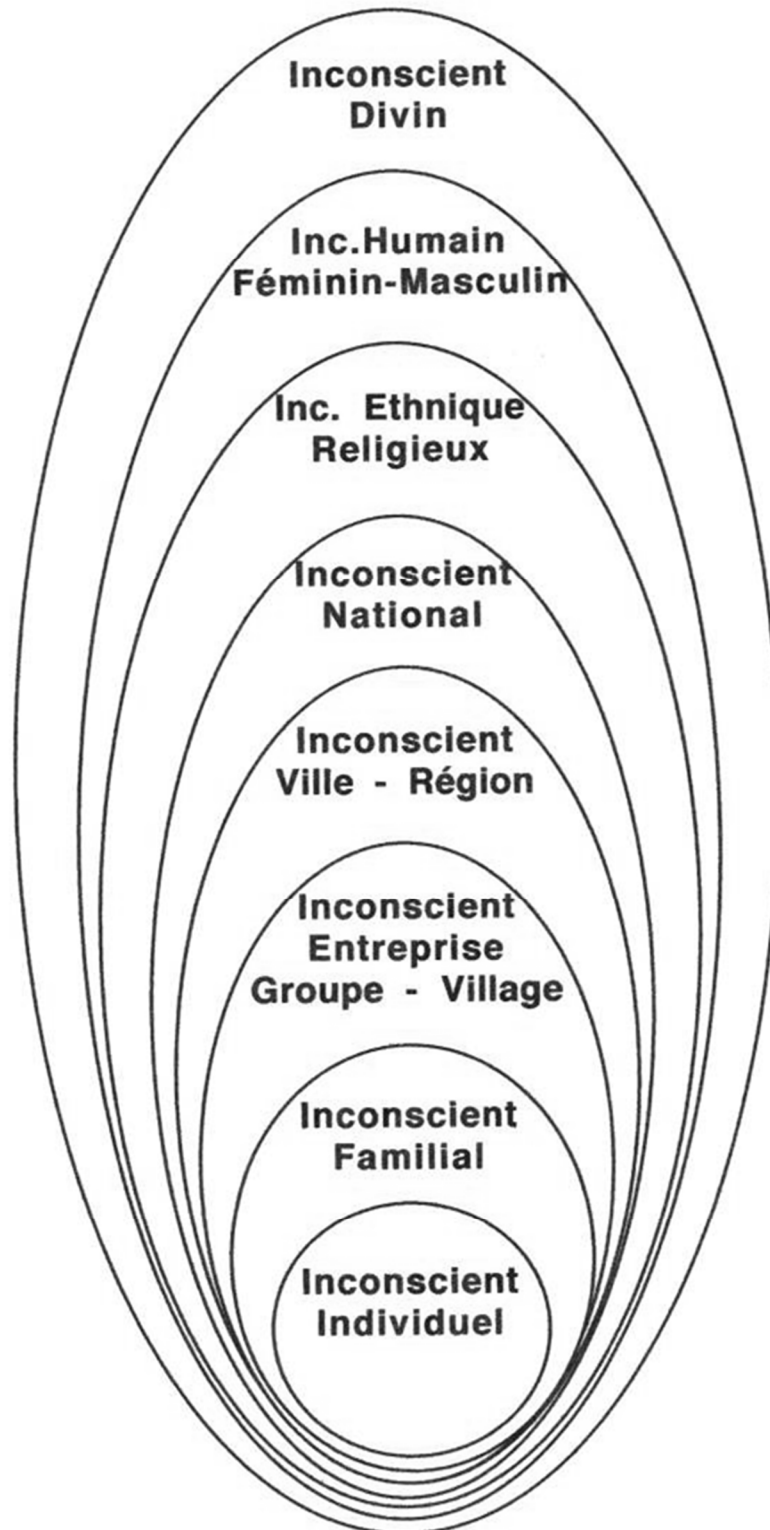 Inconscient
Divin
Inc.Humain
Féminin-Masculin
Inc. Ethnique
Religieux
Inconscient
National
Inconscient
Ville - Région
Inconscient
Entreprise
Groupe - Village
Inconscient
Familial
Inconscient
Individuel